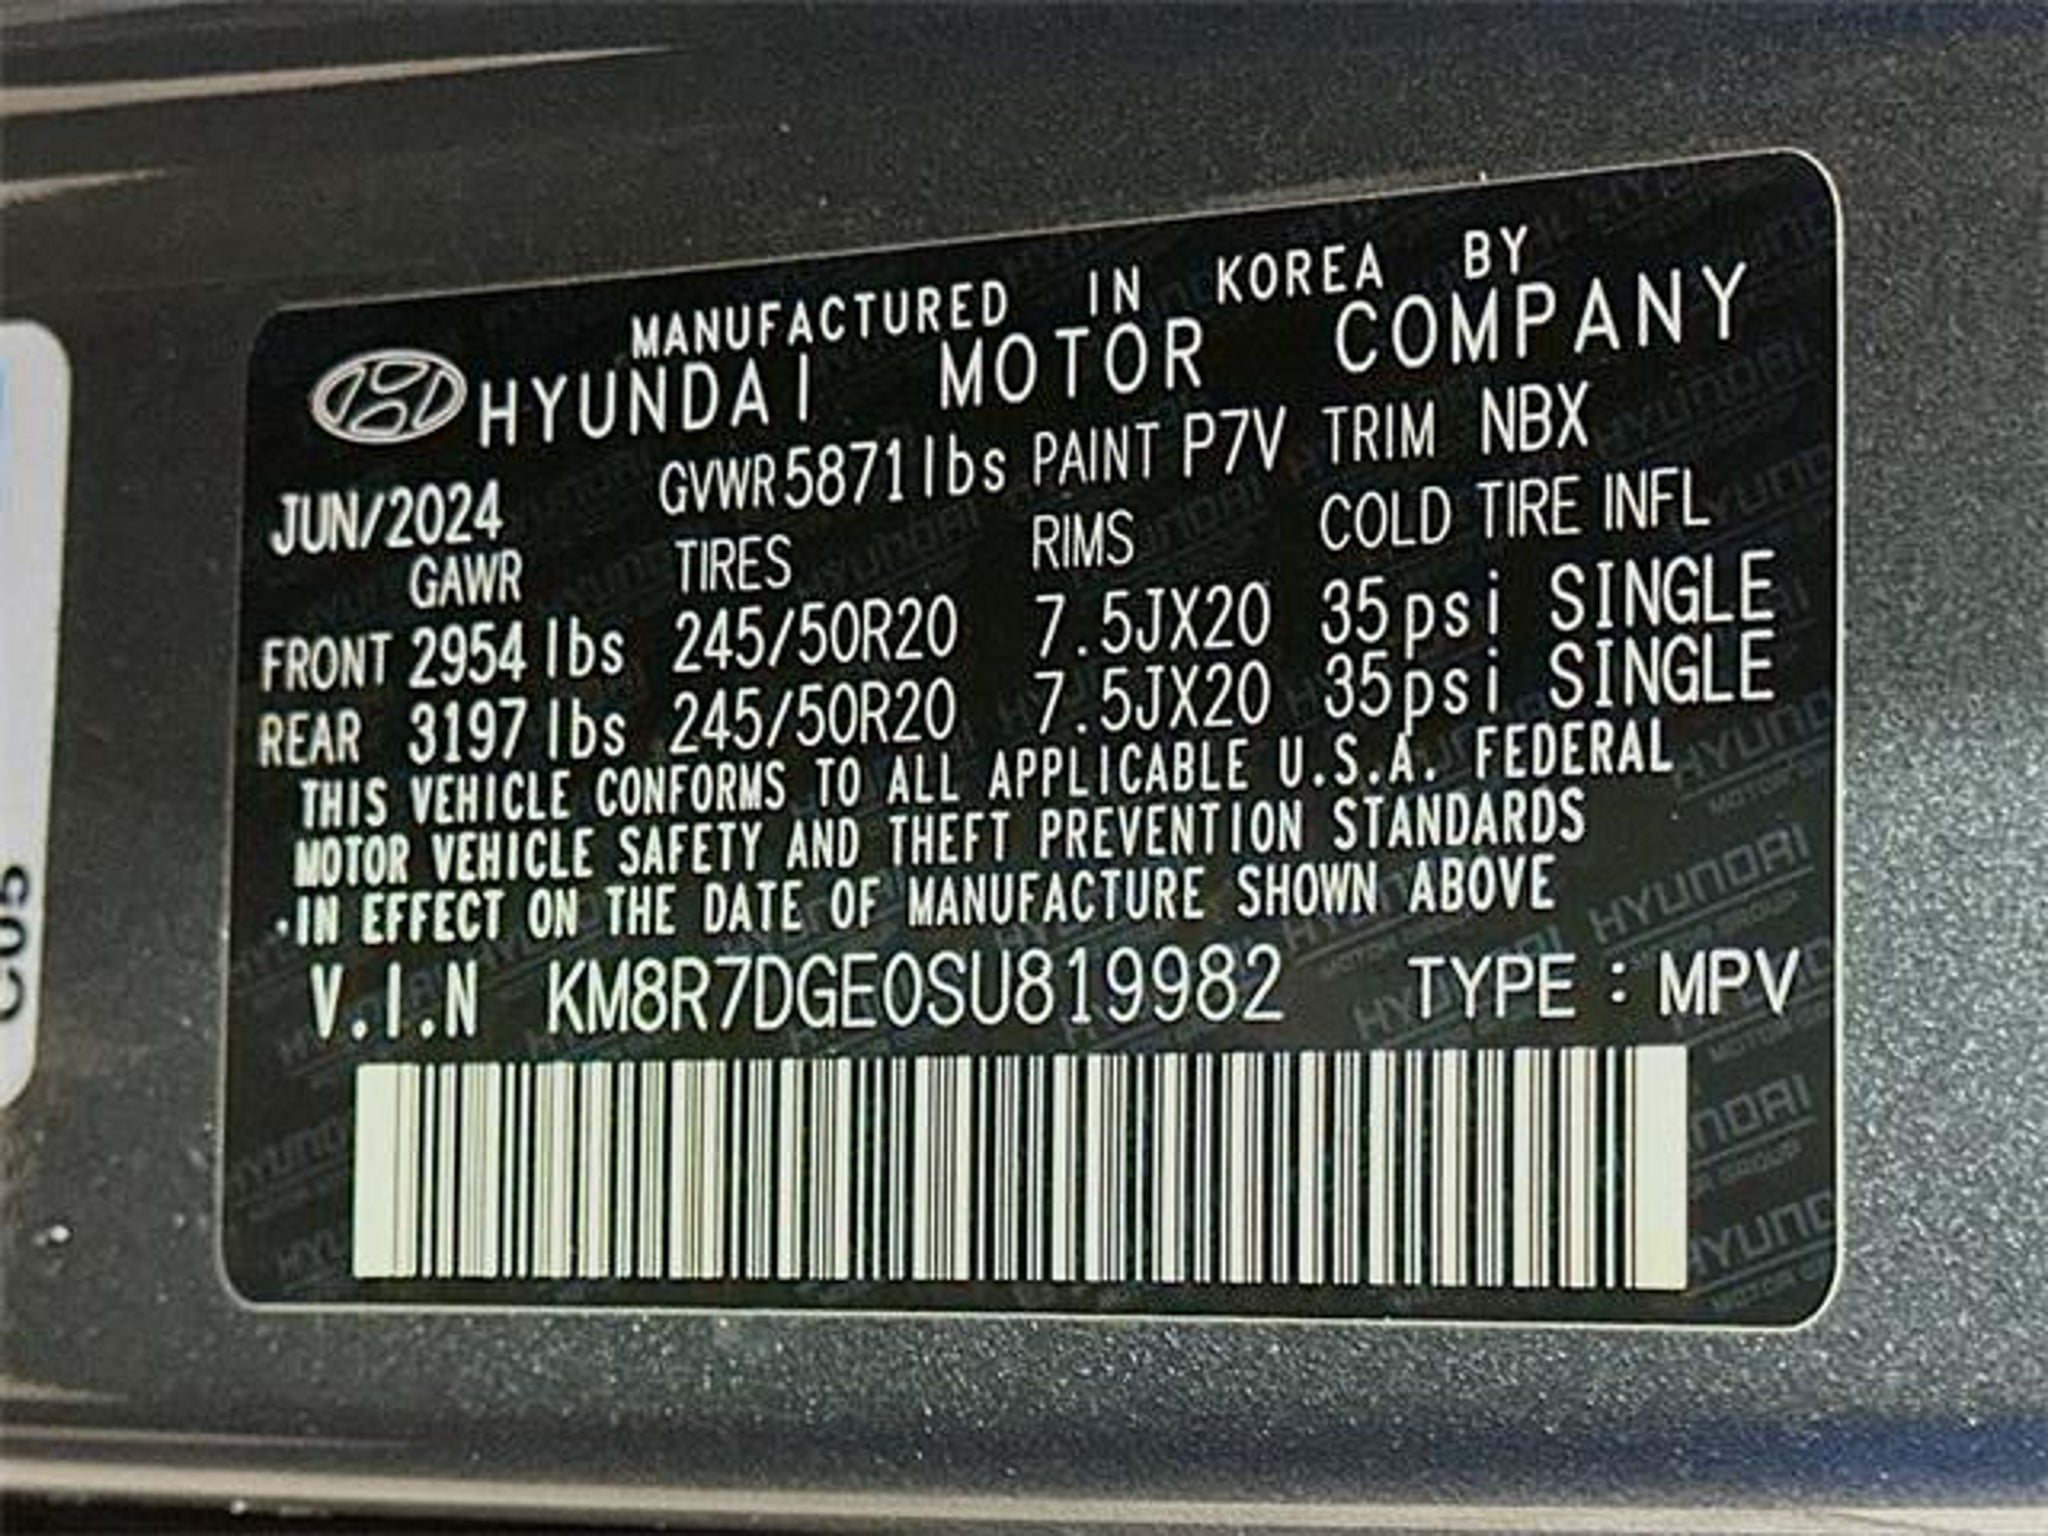 MANUFACTURED IN KOREA BY
HYUNDAI MOTOR COMPANY
JUN/2024 GVWR 5871lbs PAINT P7V TRIM NBX
GAWR TIRES RIMS COLD TIRE INFL
FRONT 2954 lbs 245/50R20 7.5JX20 35psi SINGLE
REAR 3197 lbs 245/50R20 7.5JX20 35psi SINGLE
THIS VEHICLE CONFORMS TO ALL APPLICABLE U.S.A. FEDERAL
MOTOR VEHICLE SAFETY AND THEFT PREVENTION STANDARDS
IN EFFECT ON THE DATE OF MANUFACTURE SHOWN ABOVE
V.I.N KM8R7DGE0SU819982 TYPE : MPV
C05